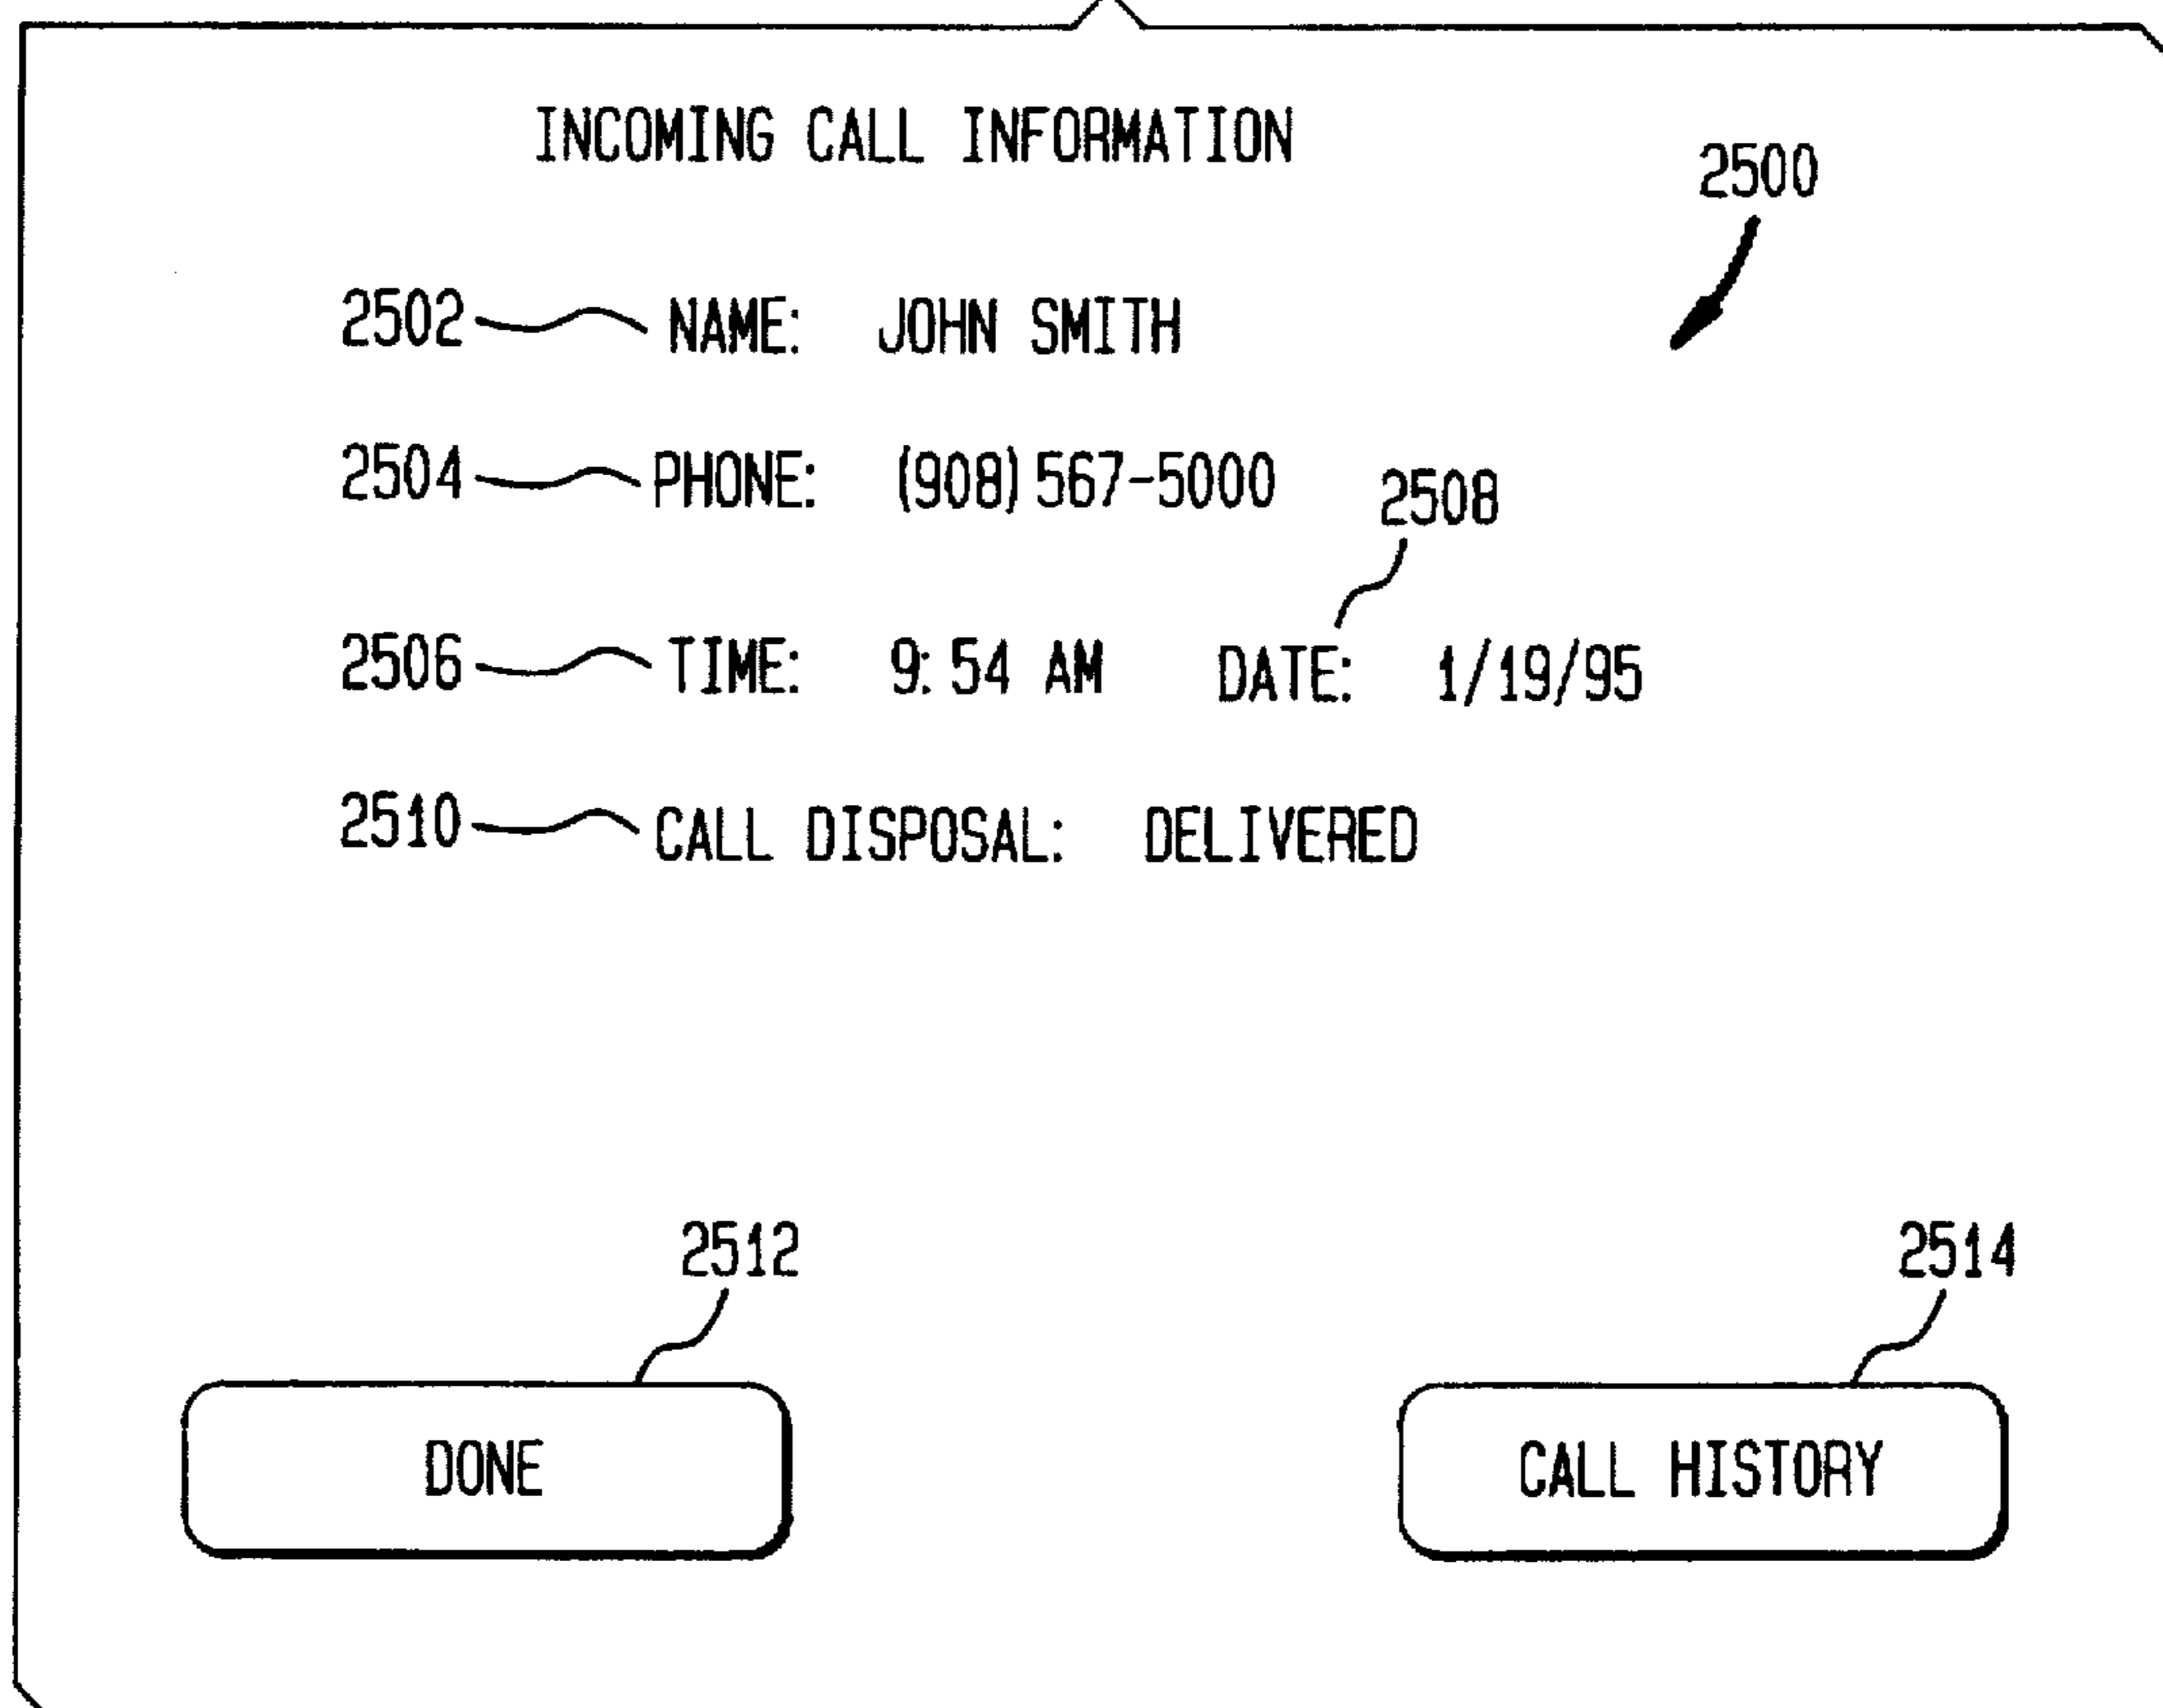 INCOMING CALL INFORMATION
2500
2502 NAME: JOHN SMITH
2504 PHONE: (908) 567-5000
2508
2506 TIME: 9:54 AM DATE: 1/19/95
2510 CALL DISPOSAL: DELIVERED
2512 2514
DONE CALL HISTORY